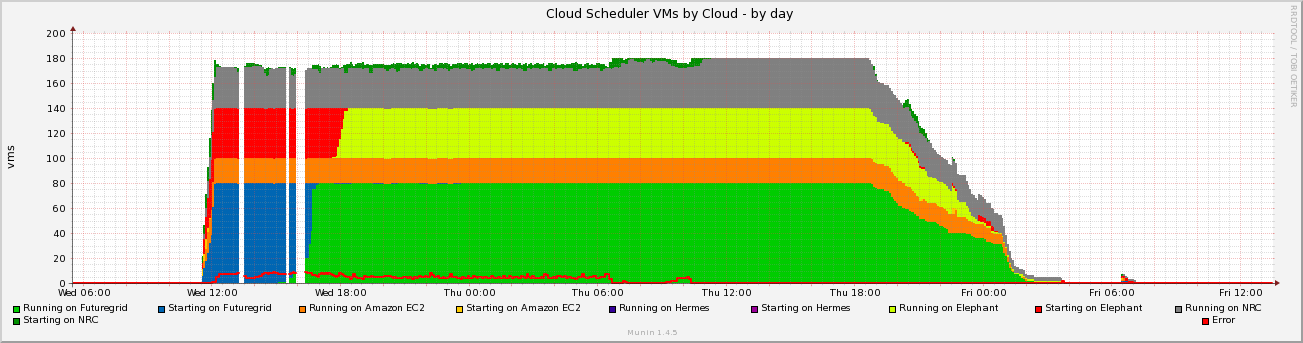 Cloud Scheduler VMs by Cloud - by day
RRDTOOL / TOBI OETIKER
vms
200
180
160
140
120
100
80
60
40
20
0
Wed 06:00 Wed 12:00 Wed 18:00 Thu 00:00 Thu 06:00 Thu 12:00 Thu 18:00 Fri 00:00 Fri 06:00 Fri 12:00
Running on Futuregrid Starting on Futuregrid Running on Amazon EC2 Starting on Amazon EC2 Running on Hermes Starting on Hermes Running on Elephant Starting on Elephant Running on NRC
Starting on NRC Error
Munin 1.4.5